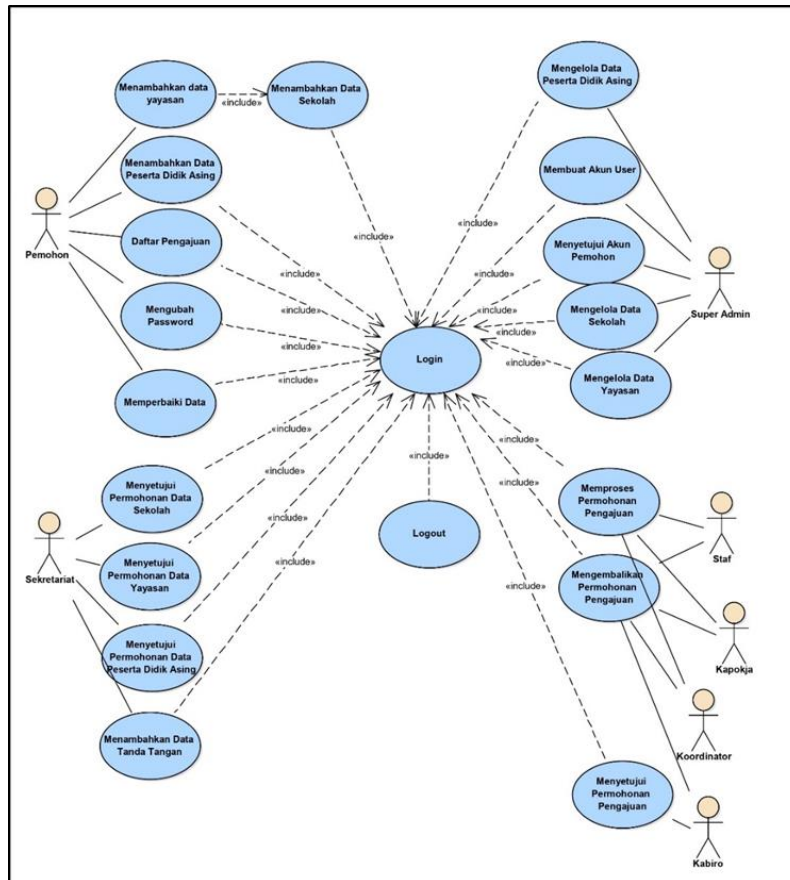 Menambahkan data
yayasan
«include»
Menambahkan Data
Sekolah
Mengelola Data
Peserta Didik Asing
Menambahkan Data
Peserta Didik Asing
«include»
«include»
Membuat Akun User
Pemohon
Daftar Pengajuan
«include»
«include»
Menyetujui Akun
Pemohon
Super Admin
«include»
«include»
Mengubah
Password
«include»
Mengelola Data
Sekolah
«include»
«include»
Login
Mengelola Data
Yayasan
«include»
Memperbaiki Data
«include»
«include»
«include»
Menyetujui
Permohonan Data
Sekolah
«include»
«include»
Memproses
Permohonan
Pengajuan
Sekretariat
«include»
Logout
Staf
Menyetujui
Permohonan Data
Yayasan
«include»
«include»
Mengembalikan
Permohonan
Pengajuan
Menyetujui
Permohonan Data
Peserta Didik Asing
Kapokja
Menambahkan Data
Tanda Tangan
Koordinator
Menyetujui
Permohonan
Pengajuan
Kabiro